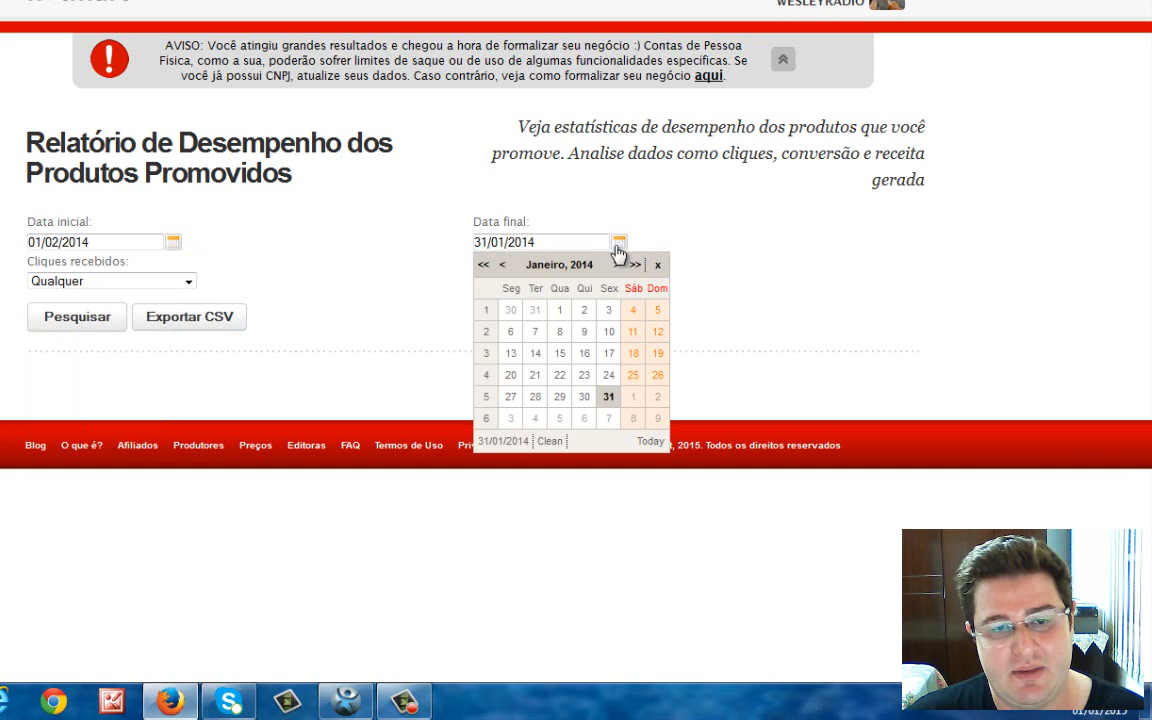 WESLEYRADIO
AVISO: Você atingiu grandes resultados e chegou a hora de formalizar seu negócio :) Contas de Pessoa
Fisica, como a sua, poderão sofrer limites de saque ou de uso de algumas funcionalidades especificas. Se
você já possui CNPJ, atualize seus dados. Caso contrário, veja como formalizar seu negócio aqui.
Relatório de Desempenho dos
Produtos Promovidos
Veja estatísticas de desempenho dos produtos que você
promove. Analise dados como cliques, conversão e receita
gerada
Data inicial:
01/02/2014
Data final:
31/01/2014
Cliques recebidos:
Qualquer
Pesquisar Exportar CSV
<< < Janeiro, 2014 >> x
Seg Ter Qua Qui Sex Sáb Dom
1 30 31 1 2 3 4 5
2 6 7 8 9 10 11 12
3 13 14 15 16 17 18 19
4 20 21 22 23 24 25 26
5 27 28 29 30 31 1 2
6 3 4 5 6 7 8 9
31/01/2014 Clean Today
Blog O que é? Afiliados Produtores Preços Editoras FAQ Termos de Uso Pri , 2015. Todos os direitos reservados
01/01/2015